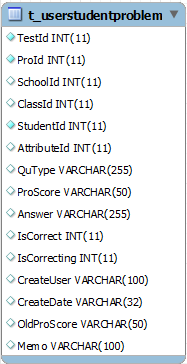 t_userstudentproblem
TestId INT(11)
ProId INT(11)
SchoolId INT(11)
ClassId INT(11)
StudentId INT(11)
AttributeId INT(11)
QuType VARCHAR(255)
ProScore VARCHAR(50)
Answer VARCHAR(255)
IsCorrect INT(11)
IsCorrecting INT(11)
CreateUser VARCHAR(100)
CreateDate VARCHAR(32)
OldProScore VARCHAR(50)
Memo VARCHAR(100)